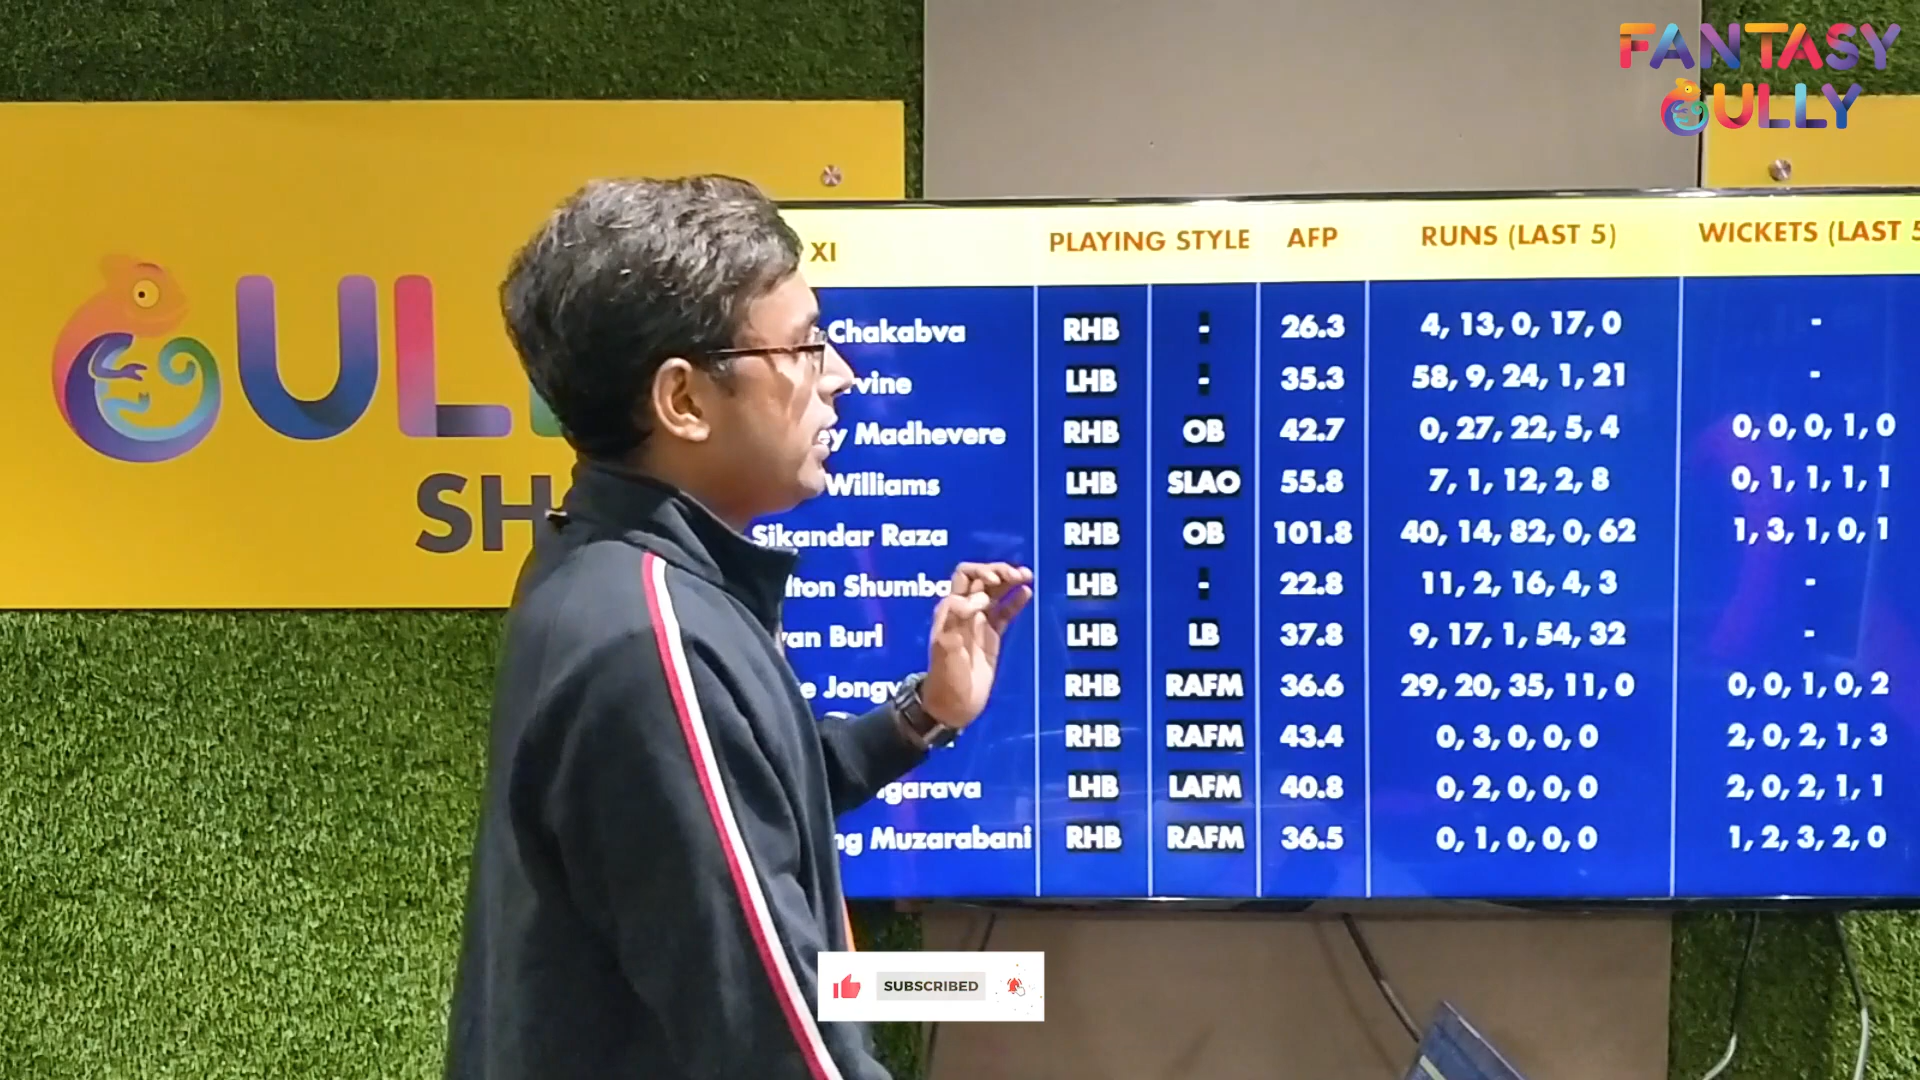 FANTASY
GULLY
GULL
SH
XI PLAYING STYLE AFP RUNS (LAST 5) WICKETS (LAST 5
Chakabva RHB - 26.3 4, 13, 0, 17, 0 -
rvine LHB - 35.3 58, 9, 24, 1, 21 -
ey Madhevere RHB OB 42.7 0, 27, 22, 5, 4 0, 0, 0, 1, 0
Williams LHB SLAO 55.8 7, 1, 12, 2, 8 0, 1, 1, 1, 1
Sikandar Raza RHB OB 101.8 40, 14, 82, 0, 62 1, 3, 1, 0, 1
lton Shumba LHB - 22.8 11, 2, 16, 4, 3 -
yan Burl LHB LB 37.8 9, 17, 1, 54, 32 -
e Jongv RHB RAFM 36.6 29, 20, 35, 11, 0 0, 0, 1, 0, 2
RHB RAFM 43.4 0, 3, 0, 0, 0 2, 0, 2, 1, 3
garava LHB LAFM 40.8 0, 2, 0, 0, 0 2, 0, 2, 1, 1
ng Muzarabani RHB RAFM 36.5 0, 1, 0, 0, 0 1, 2, 3, 2, 0
SUBSCRIBED